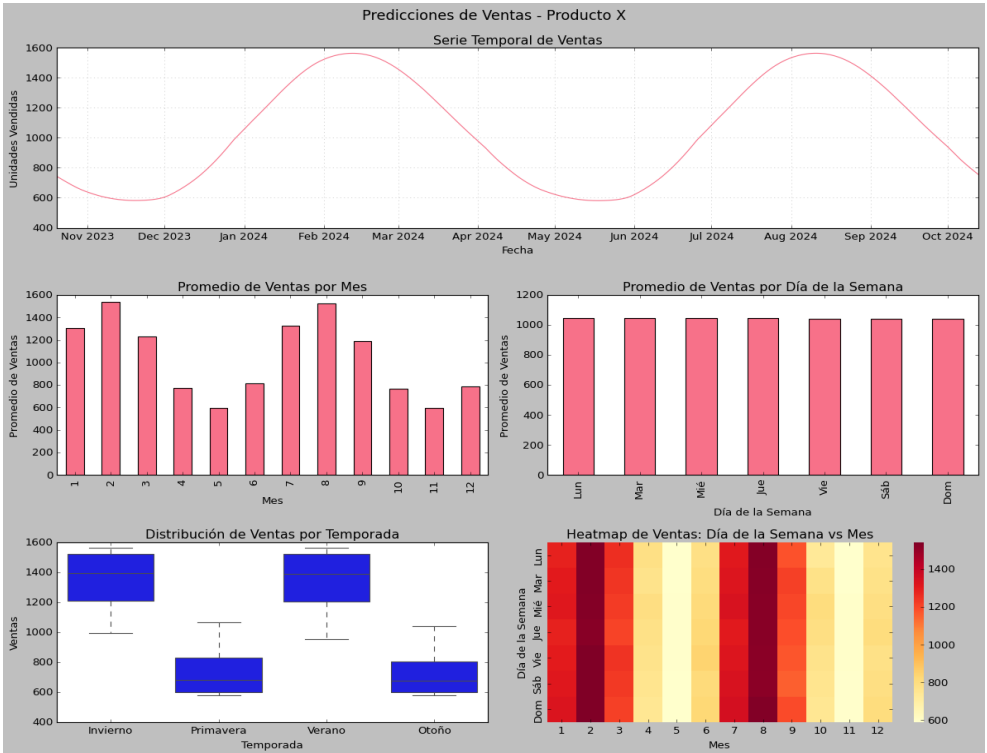 Predicciones de Ventas - Producto X
Serie Temporal de Ventas
Unidades Vendidas
1600
1400
1200
1000
800
600
400
Nov 2023 Dec 2023 Jan 2024 Feb 2024 Mar 2024 Apr 2024 May 2024 Jun 2024 Jul 2024 Aug 2024 Sep 2024 Oct 2024
Fecha
Promedio de Ventas por Mes
Promedio de Ventas
1600
1400
1200
1000
800
600
400
200
0
1 2 3 4 5 6 7 8 9 10 11 12
Mes
Promedio de Ventas por Día de la Semana
Promedio de Ventas
1200
1000
800
600
400
200
0
Lun Mar Mié Jue Vie Sáb Dom
Día de la Semana
Distribución de Ventas por Temporada
Ventas
1600
1400
1200
1000
800
600
400
Invierno Primavera Verano Otoño
Temporada
Heatmap de Ventas: Día de la Semana vs Mes
Día de la Semana
Lun
Mar
Mié
Jue
Vie
Sáb
Dom
1 2 3 4 5 6 7 8 9 10 11 12
Mes
1400
1200
1000
800
600